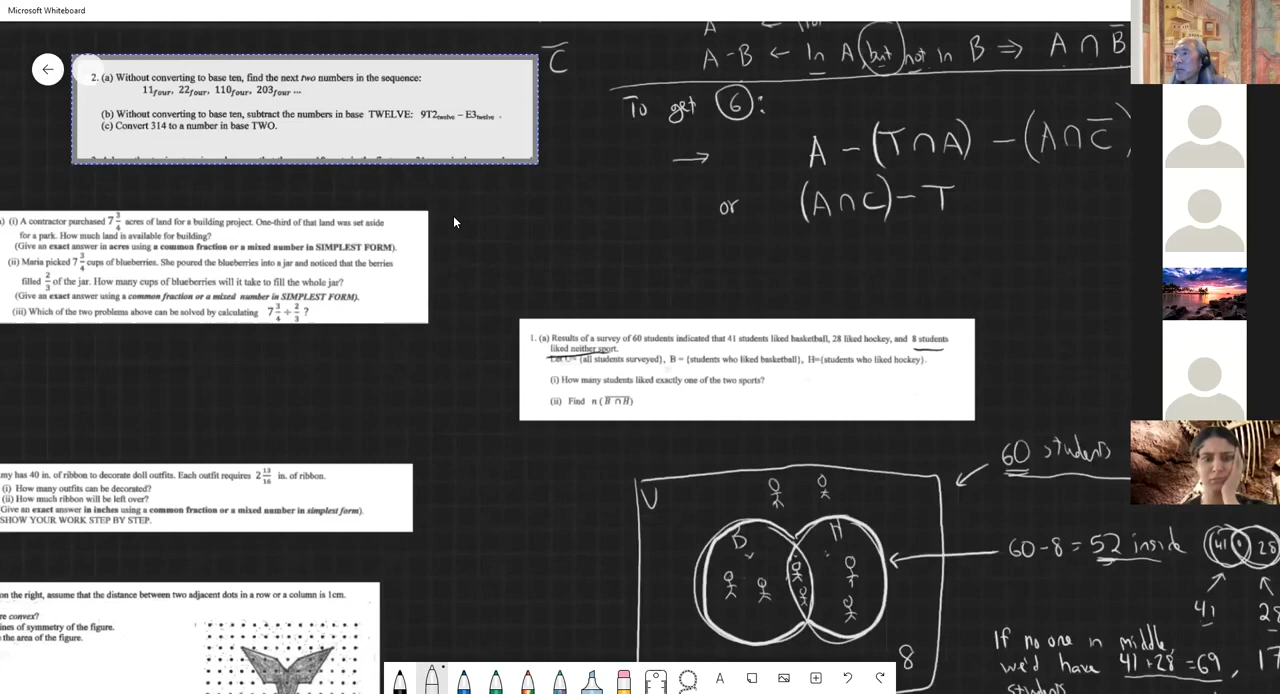 Microsoft Whiteboard
2. (a) Without converting to base ten, find the next two numbers in the sequence:
11four, 22four, 110four, 203four ...
(b) Without converting to base ten, subtract the numbers in base TWELVE: 9T2twelve – E3twelve .
(c) Convert 314 to a number in base TWO.
C̅
A
A-B ← In A but not in B ⇒ A ∩ B̅
To get 6:
→ A – (T∩A) – (A∩C̅)
or (A∩C) – T
) (i) A contractor purchased 7 3/4 acres of land for a building project. One-third of that land was set aside
for a park. How much land is available for building?
(Give an exact answer in acres using a common fraction or a mixed number in SIMPLEST FORM).
(ii) Maria picked 7 3/4 cups of blueberries. She poured the blueberries into a jar and noticed that the berries
filled 2/3 of the jar. How many cups of blueberries will it take to fill the whole jar?
(Give an exact answer using a common fraction or a mixed number in SIMPLEST FORM).
(iii) Which of the two problems above can be solved by calculating 7 3/4 ÷ 2/3 ?
1. (a) Results of a survey of 60 students indicated that 41 students liked basketball, 28 liked hockey, and 8 students
liked neither sport.
Let U= {all students surveyed}, B = {students who liked basketball}, H={students who liked hockey}.
(i) How many students liked exactly one of the two sports?
(ii) Find n (H̅ ∩ H̅)
my has 40 in. of ribbon to decorate doll outfits. Each outfit requires 2 13/16 in. of ribbon.
(i) How many outfits can be decorated?
(ii) How much ribbon will be left over?
Give an exact answer in inches using a common fraction or a mixed number in simplest form).
SHOW YOUR WORK STEP BY STEP.
60 students
U
B H
60-8 = 52 inside
41 28
41 28
8
If no one in middle,
we'd have 41+28 = 69,
students
17
on the right, assume that the distance between two adjacent dots in a row or a column is 1cm.
re convex?
ines of symmetry of the figure.
the area of the figure.
A